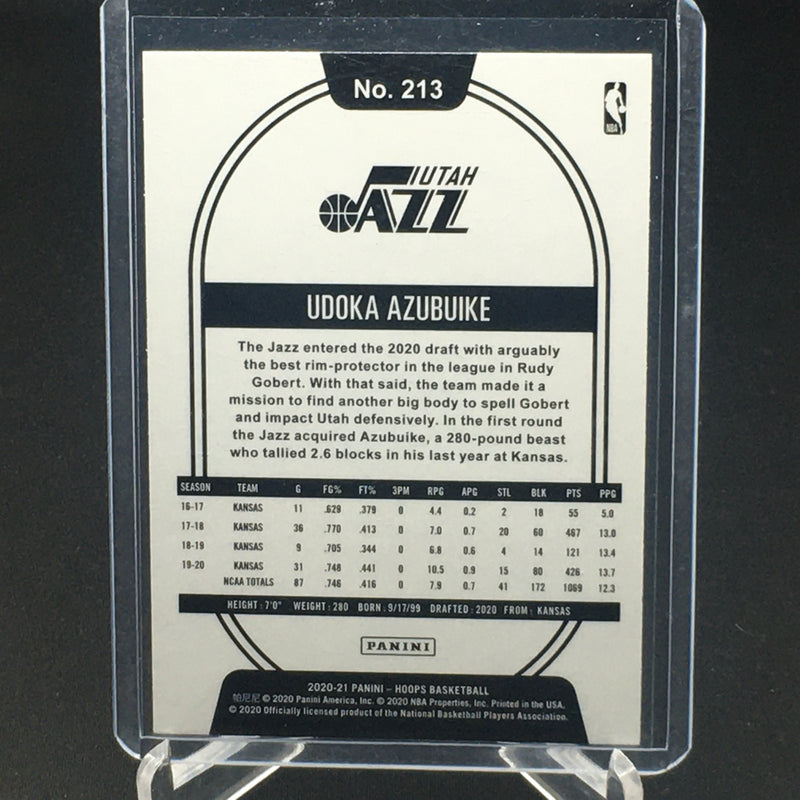 No. 213
NBA
UTAH
JAZZ
UDOKA AZUBUIKE
The Jazz entered the 2020 draft with arguably
the best rim-protector in the league in Rudy
Gobert. With that said, the team made it a
mission to find another big body to spell Gobert
and impact Utah defensively. In the first round
the Jazz acquired Azubuike, a 280-pound beast
who tallied 2.6 blocks in his last year at Kansas.
SEASON TEAM G FG% FT% 3PM RPG APG STL BLK PTS PPG
16-17 KANSAS 11 .629 .379 0 4.4 0.2 2 18 55 5.0
17-18 KANSAS 36 .770 .413 0 7.0 0.7 20 60 467 13.0
18-19 KANSAS 9 .705 .344 0 6.8 0.6 4 14 121 13.4
19-20 KANSAS 31 .748 .441 0 10.5 0.9 15 80 426 13.7
NCAA TOTALS 87 .746 .416 0 7.9 0.7 41 172 1069 12.3
HEIGHT: 7'0" WEIGHT: 280 BORN: 9/17/99 DRAFTED: 2020 FROM: KANSAS
PANINI
2020-21 PANINI – HOOPS BASKETBALL
帕尼尼 © 2020 Panini America, Inc. © 2020 NBA Properties, Inc. Printed in the USA.
© 2020 Officially licensed product of the National Basketball Players Association.